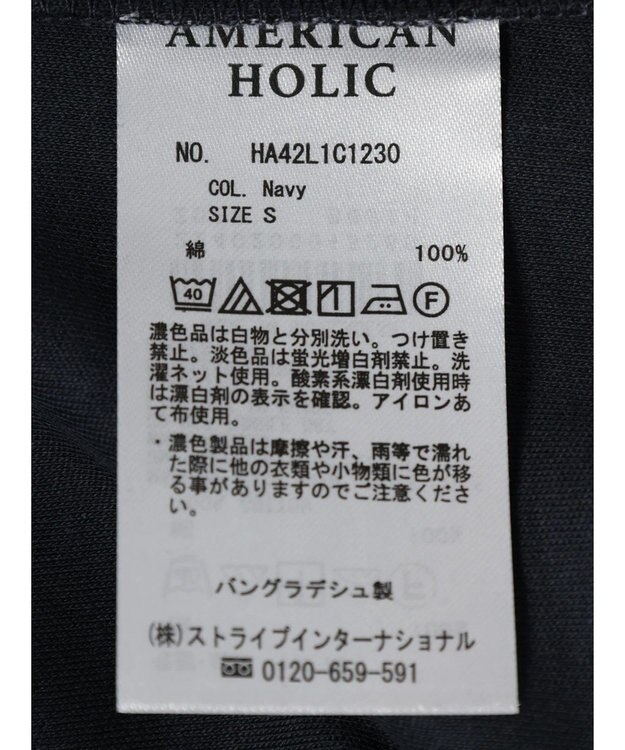 AMERICAN
HOLIC
NO. HA42L1C1230
COL. Navy
SIZE S
綿 100%
40 F
濃色品は白物と分別洗い。つけ置き
禁止。淡色品は蛍光増白剤禁止。洗
濯ネット使用。酸素系漂白剤使用時
は漂白剤の表示を確認。アイロンあ
て布使用。
・濃色製品は摩擦や汗、雨等で濡れ
た際に他の衣類や小物類に色が移
る事がありますのでご注意くださ
い。
バングラデシュ製
(株)ストライプインターナショナル
0120-659-591